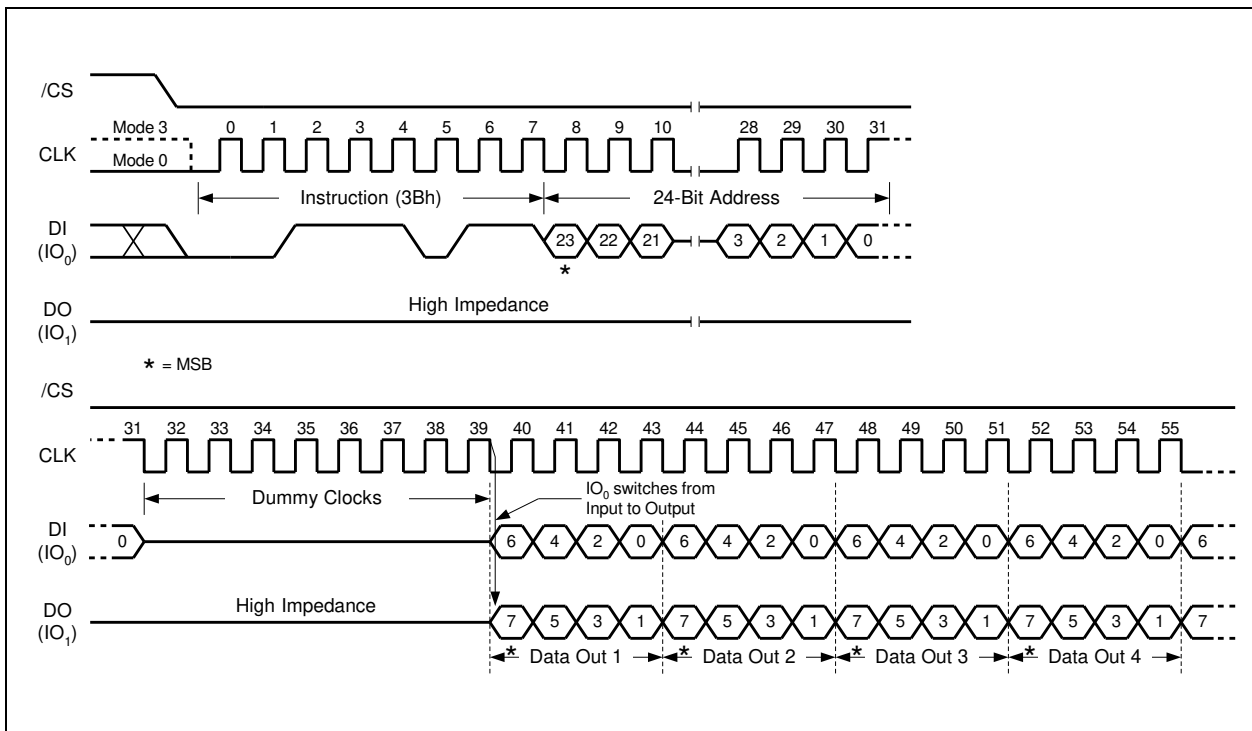 /CS
Mode 3 0 1 2 3 4 5 6 7 8 9 10 28 29 30 31
CLK
Mode 0
Instruction (3Bh) 24-Bit Address
DI
(IO0)
23 22 21 3 2 1 0
*
High Impedance
DO
(IO1)
* = MSB
/CS
31 32 33 34 35 36 37 38 39 40 41 42 43 44 45 46 47 48 49 50 51 52 53 54 55
CLK
Dummy Clocks
IO0 switches from
Input to Output
DI
(IO0)
0 6 4 2 0 6 4 2 0 6 4 2 0 6 4 2 0 6
High Impedance
DO
(IO1)
7 5 3 1 7 5 3 1 7 5 3 1 7 5 3 1 7
* Data Out 1 * Data Out 2 * Data Out 3 * Data Out 4